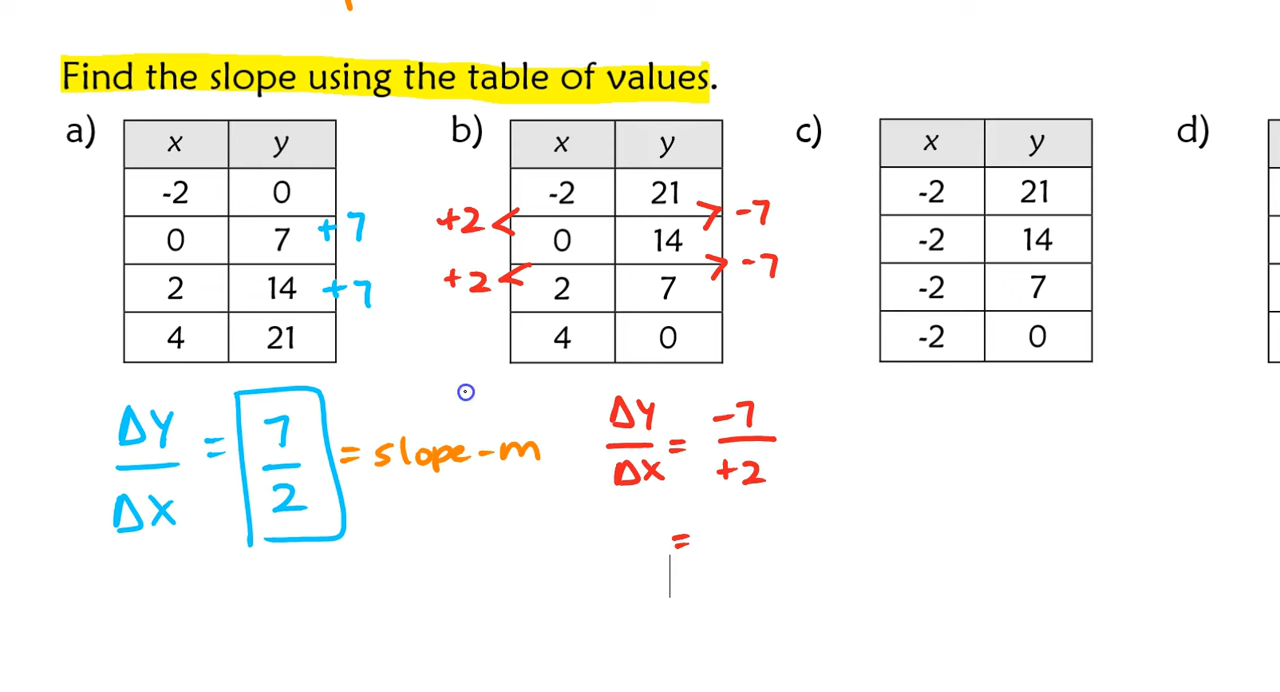 Find the slope using the table of values.
a) b) c) d)
x y x y x y
-2 0 -2 21 -2 21
+7 +2 < > -7
0 7 0 14 -2 14
+7 +2 < > -7
2 14 2 7 -2 7
4 21 4 0 -2 0
ΔY/ΔX = 7/2 = slope - m ΔY/ΔX = -7/+2
=